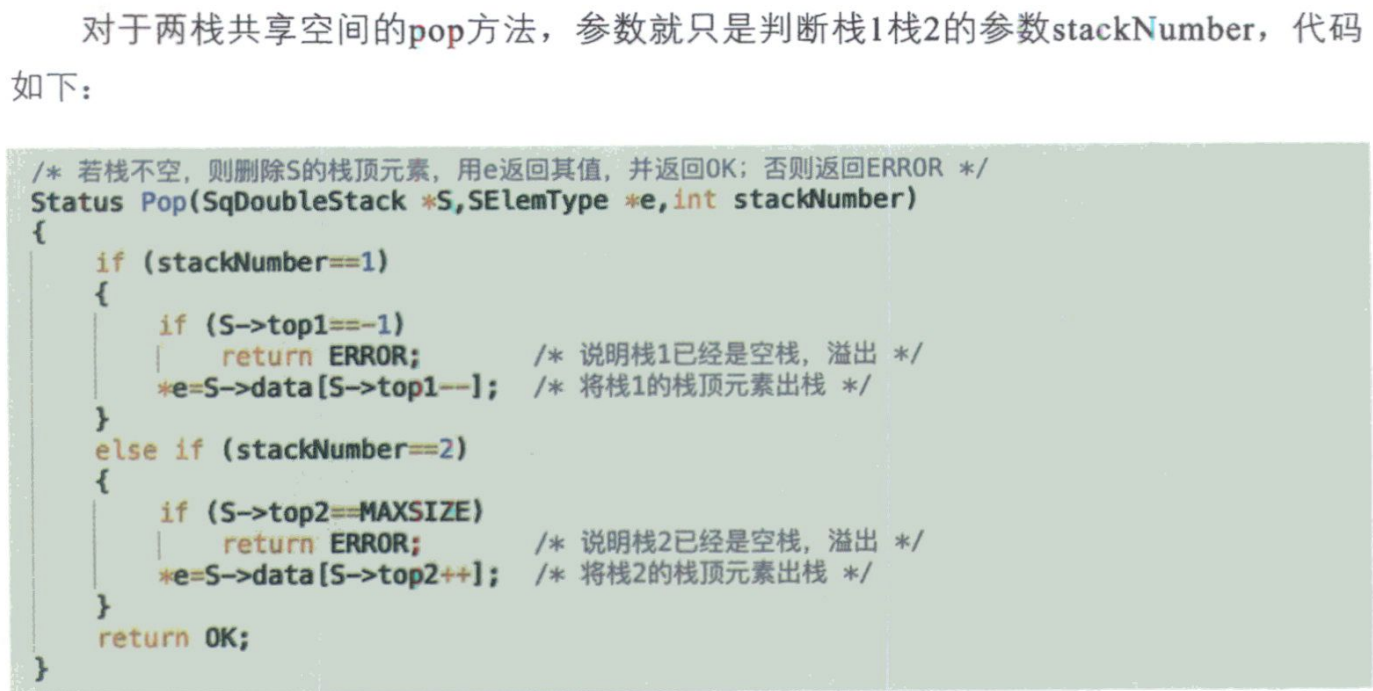 对于两栈共享空间的pop方法，参数就只是判断栈1栈2的参数stackNumber，代码
如下：
/* 若栈不空，则删除S的栈顶元素，用e返回其值，并返回OK；否则返回ERROR */
Status Pop(SqDoubleStack *S,SElemType *e,int stackNumber)
{
    if (stackNumber==1)
    {
        if (S->top1==-1)
            return ERROR;        /* 说明栈1已经是空栈，溢出 */
        *e=S->data[S->top1--];  /* 将栈1的栈顶元素出栈 */
    }
    else if (stackNumber==2)
    {
        if (S->top2==MAXSIZE)
            return ERROR;        /* 说明栈2已经是空栈，溢出 */
        *e=S->data[S->top2++];  /* 将栈2的栈顶元素出栈 */
    }
    return OK;
}